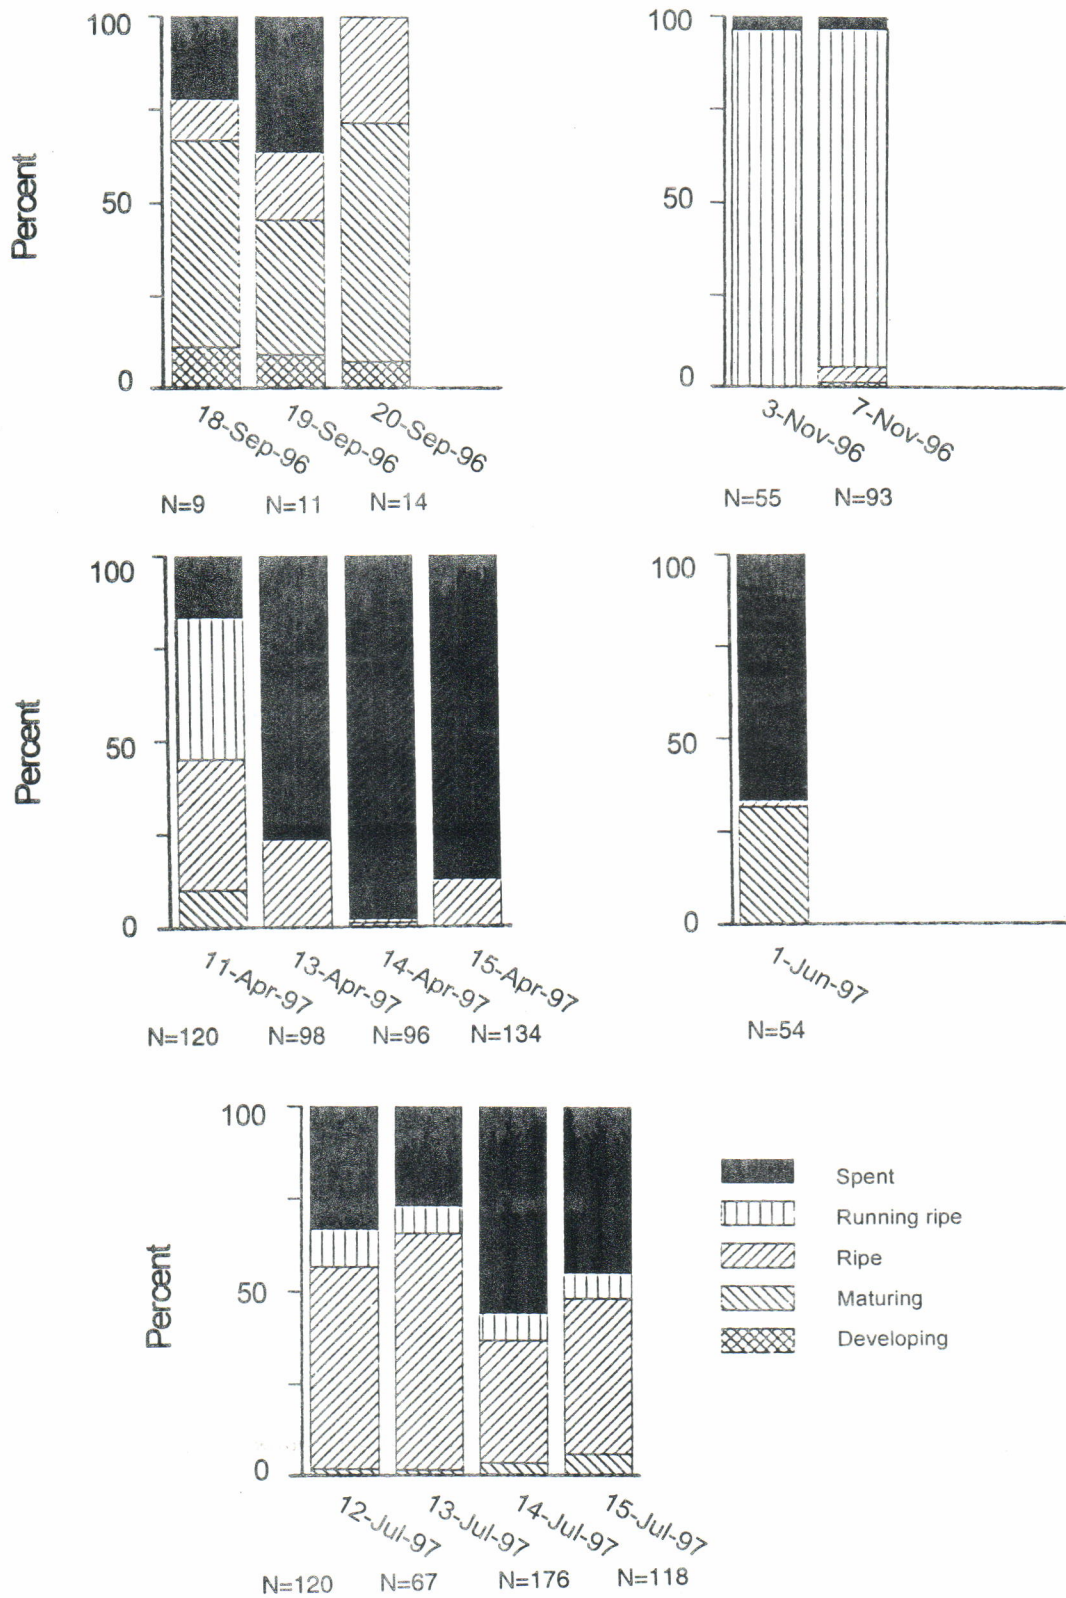 100
50
0
Percent
18-Sep-96
19-Sep-96
20-Sep-96
N=9
N=11
N=14
100
50
0
3-Nov-96
7-Nov-96
N=55
N=93
100
50
0
Percent
11-Apr-97
13-Apr-97
14-Apr-97
15-Apr-97
N=120
N=98
N=96
N=134
100
50
0
1-Jun-97
N=54
100
50
0
Percent
12-Jul-97
13-Jul-97
14-Jul-97
15-Jul-97
N=120
N=67
N=176
N=118
Spent
Running ripe
Ripe
Maturing
Developing